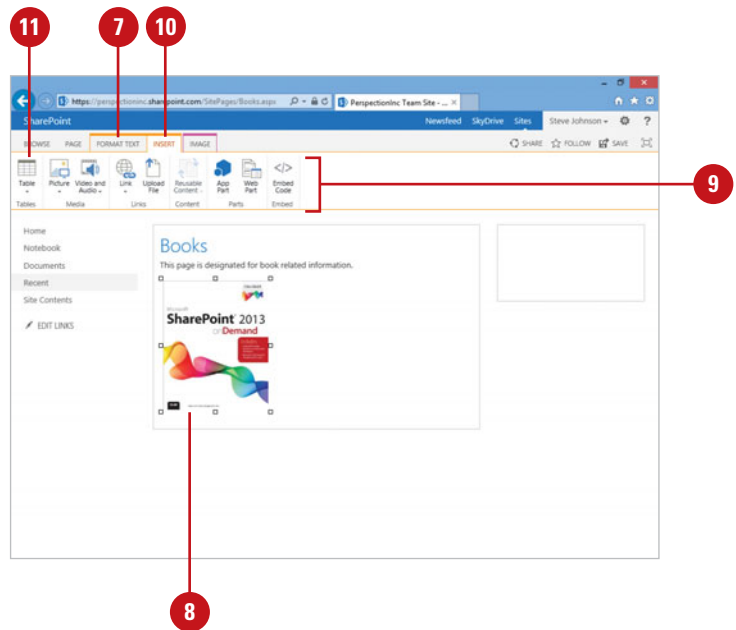 11 7 10
https://perspectioninc.sharepoint.com/SitePages/Books.aspx PerspectionInc Team Site - ...
SharePoint Newsfeed SkyDrive Sites Steve Johnson ?
BROWSE PAGE FORMAT TEXT INSERT IMAGE SHARE FOLLOW SAVE
Table Picture Video and Audio Link Upload File Reusable Content App Part Web Part Embed Code
Tables Media Links Content Parts Embed
9
Home
Notebook
Documents
Recent
Site Contents
EDIT LINKS
Books
This page is designated for book related information.
Microsoft
SharePoint 2013
onDemand
8